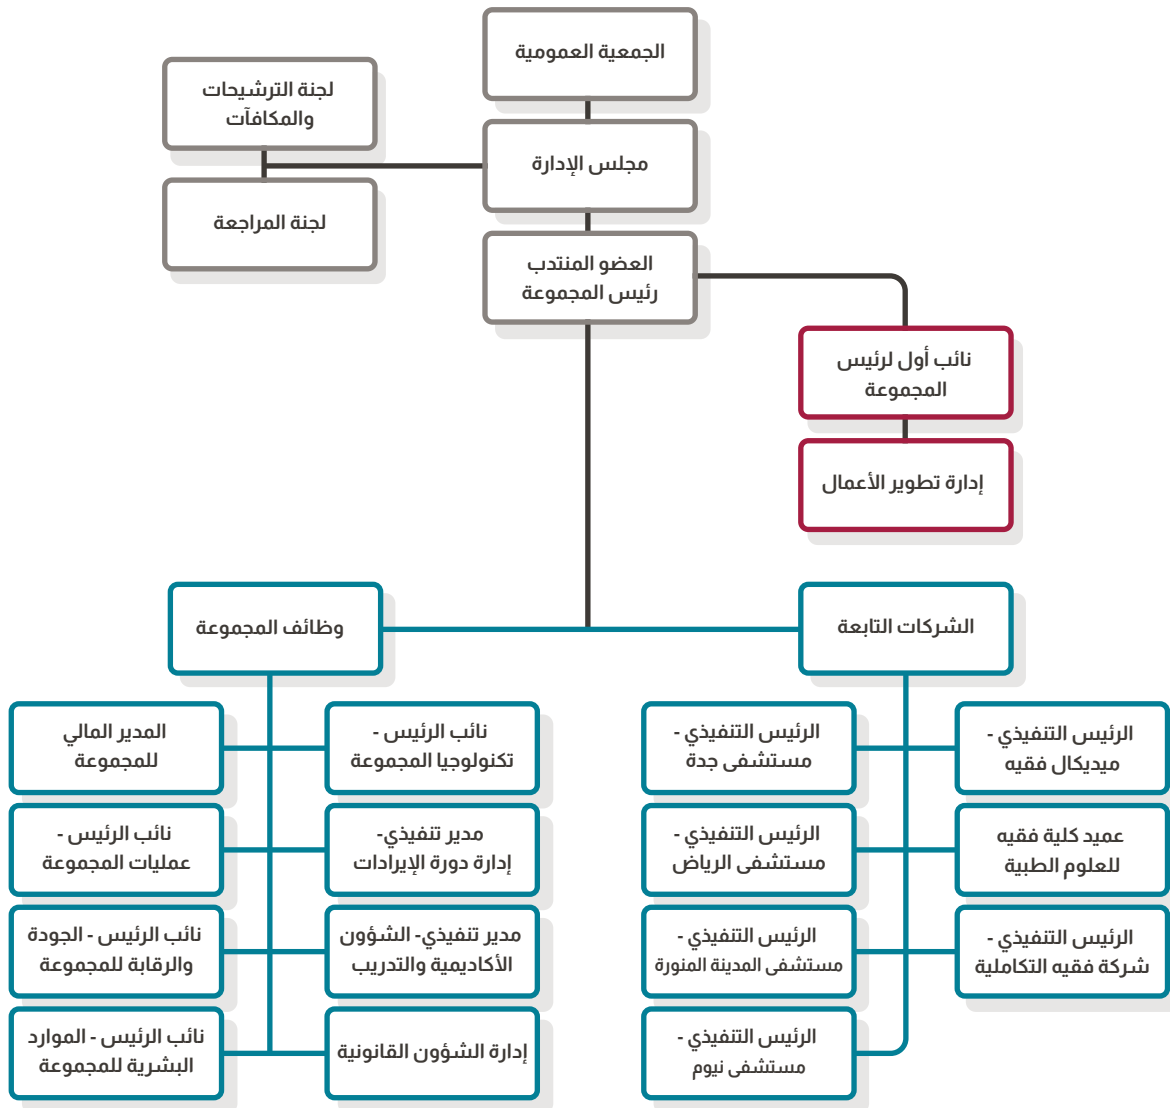 الجمعية العمومية
لجنة الترشيحات
والمكافآت
مجلس الإدارة
لجنة المراجعة
العضو المنتدب
رئيس المجموعة
نائب أول لرئيس
المجموعة
إدارة تطوير الأعمال
الشركات التابعة
وظائف المجموعة
الرئيس التنفيذي -
ميديكال فقيه
الرئيس التنفيذي -
مستشفى جدة
عميد كلية فقيه
للعلوم الطبية
الرئيس التنفيذي -
مستشفى الرياض
الرئيس التنفيذي -
شركة فقيه التكاملية
الرئيس التنفيذي -
مستشفى المدينة المنورة
الرئيس التنفيذي -
مستشفى نيوم
نائب الرئيس -
تكنولوجيا المجموعة
المدير المالي
للمجموعة
مدير تنفيذي-
إدارة دورة الإيرادات
نائب الرئيس -
عمليات المجموعة
مدير تنفيذي- الشؤون
الأكاديمية والتدريب
نائب الرئيس - الجودة
والرقابة للمجموعة
إدارة الشؤون القانونية
نائب الرئيس - الموارد
البشرية للمجموعة